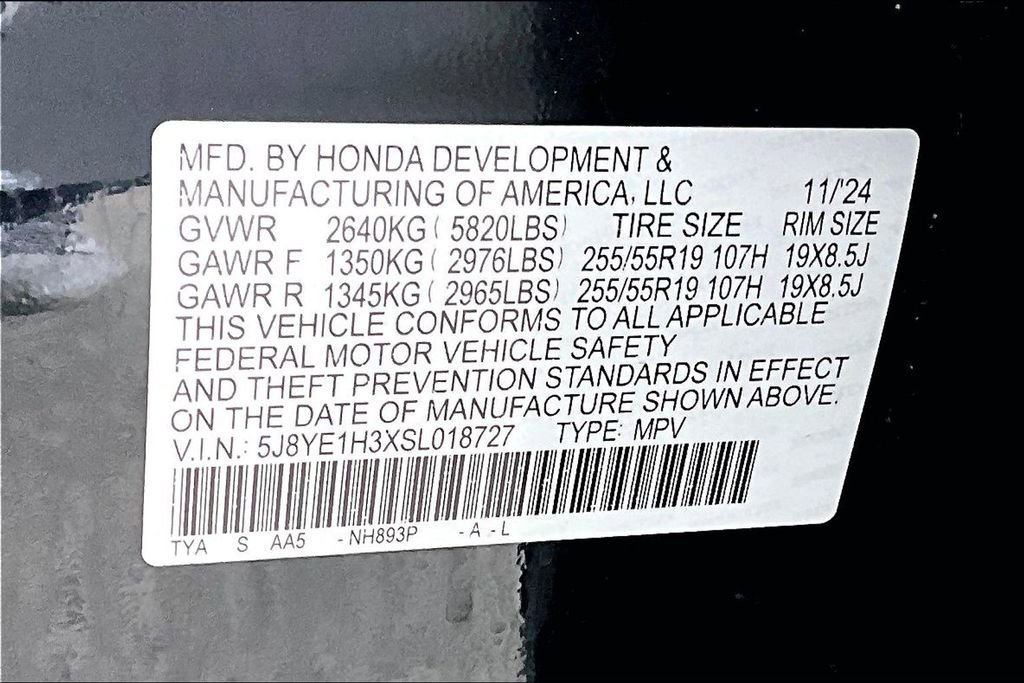 MFD. BY HONDA DEVELOPMENT &
MANUFACTURING OF AMERICA, LLC 11/'24
GVWR 2640KG ( 5820LBS) TIRE SIZE RIM SIZE
GAWR F 1350KG ( 2976LBS) 255/55R19 107H 19X8.5J
GAWR R 1345KG ( 2965LBS) 255/55R19 107H 19X8.5J
THIS VEHICLE CONFORMS TO ALL APPLICABLE
FEDERAL MOTOR VEHICLE SAFETY
AND THEFT PREVENTION STANDARDS IN EFFECT
ON THE DATE OF MANUFACTURE SHOWN ABOVE.
V.I.N.: 5J8YE1H3XSL018727 TYPE: MPV
TYA S AA5 - NH893P - A - L